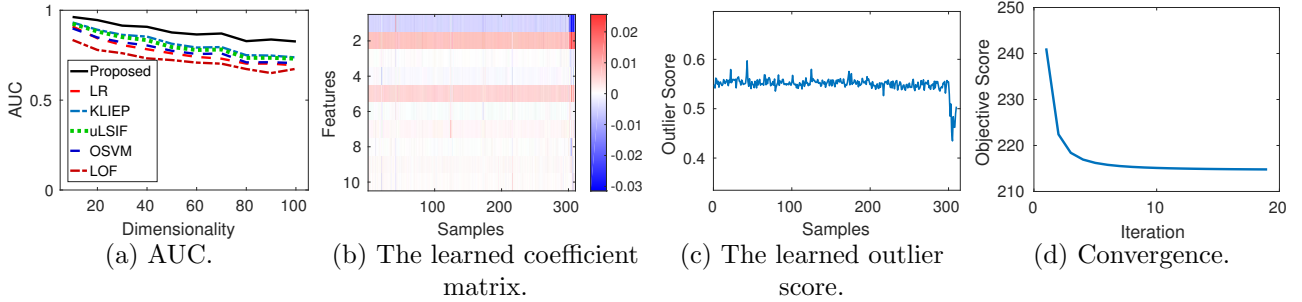 1
0.5
0
AUC
Proposed
LR
KLIEP
uLSIF
OSVM
LOF
20 40 60 80 100
Dimensionality
(a) AUC.
Features
2
4
6
8
10
100 200 300
Samples
0.02
0.01
0
-0.01
-0.02
-0.03
(b) The learned coefficient
matrix.
Outlier Score
0.6
0.5
0.4
0 100 200 300
Samples
(c) The learned outlier
score.
Objective Score
250
240
230
220
210
0 10 20
Iteration
(d) Convergence.